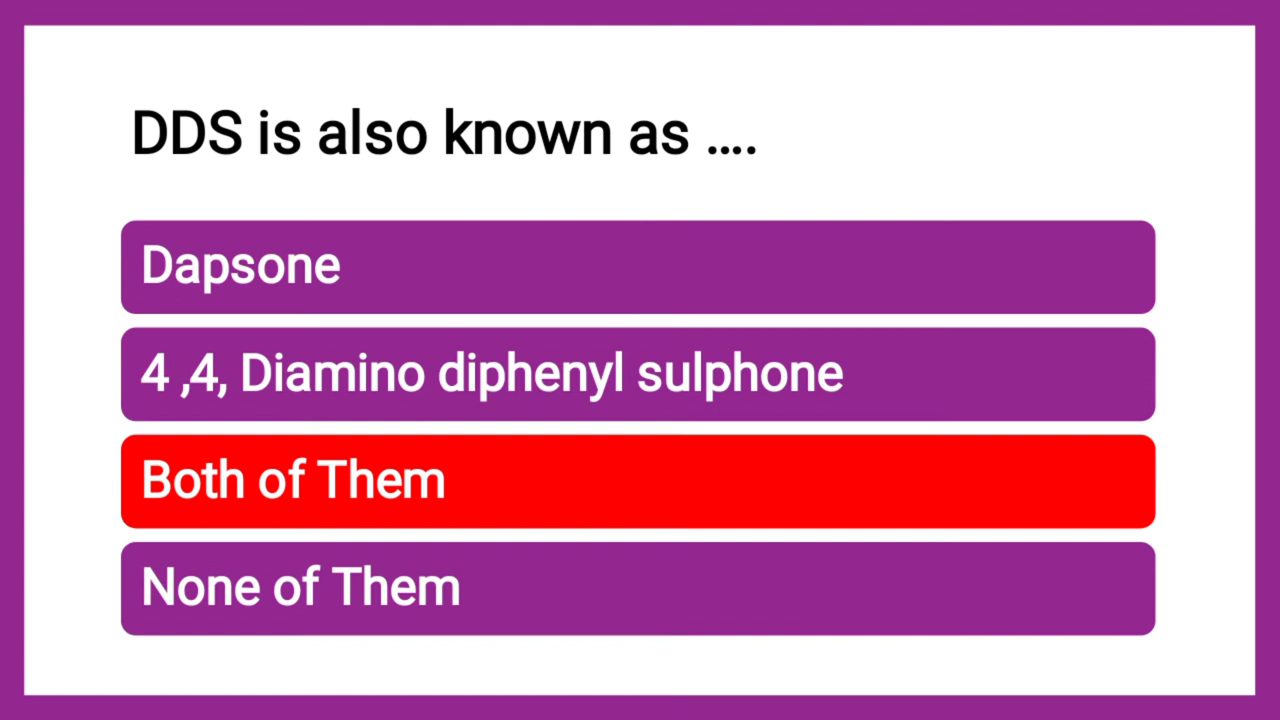 DDS is also known as ....
Dapsone
4 ,4, Diamino diphenyl sulphone
Both of Them
None of Them